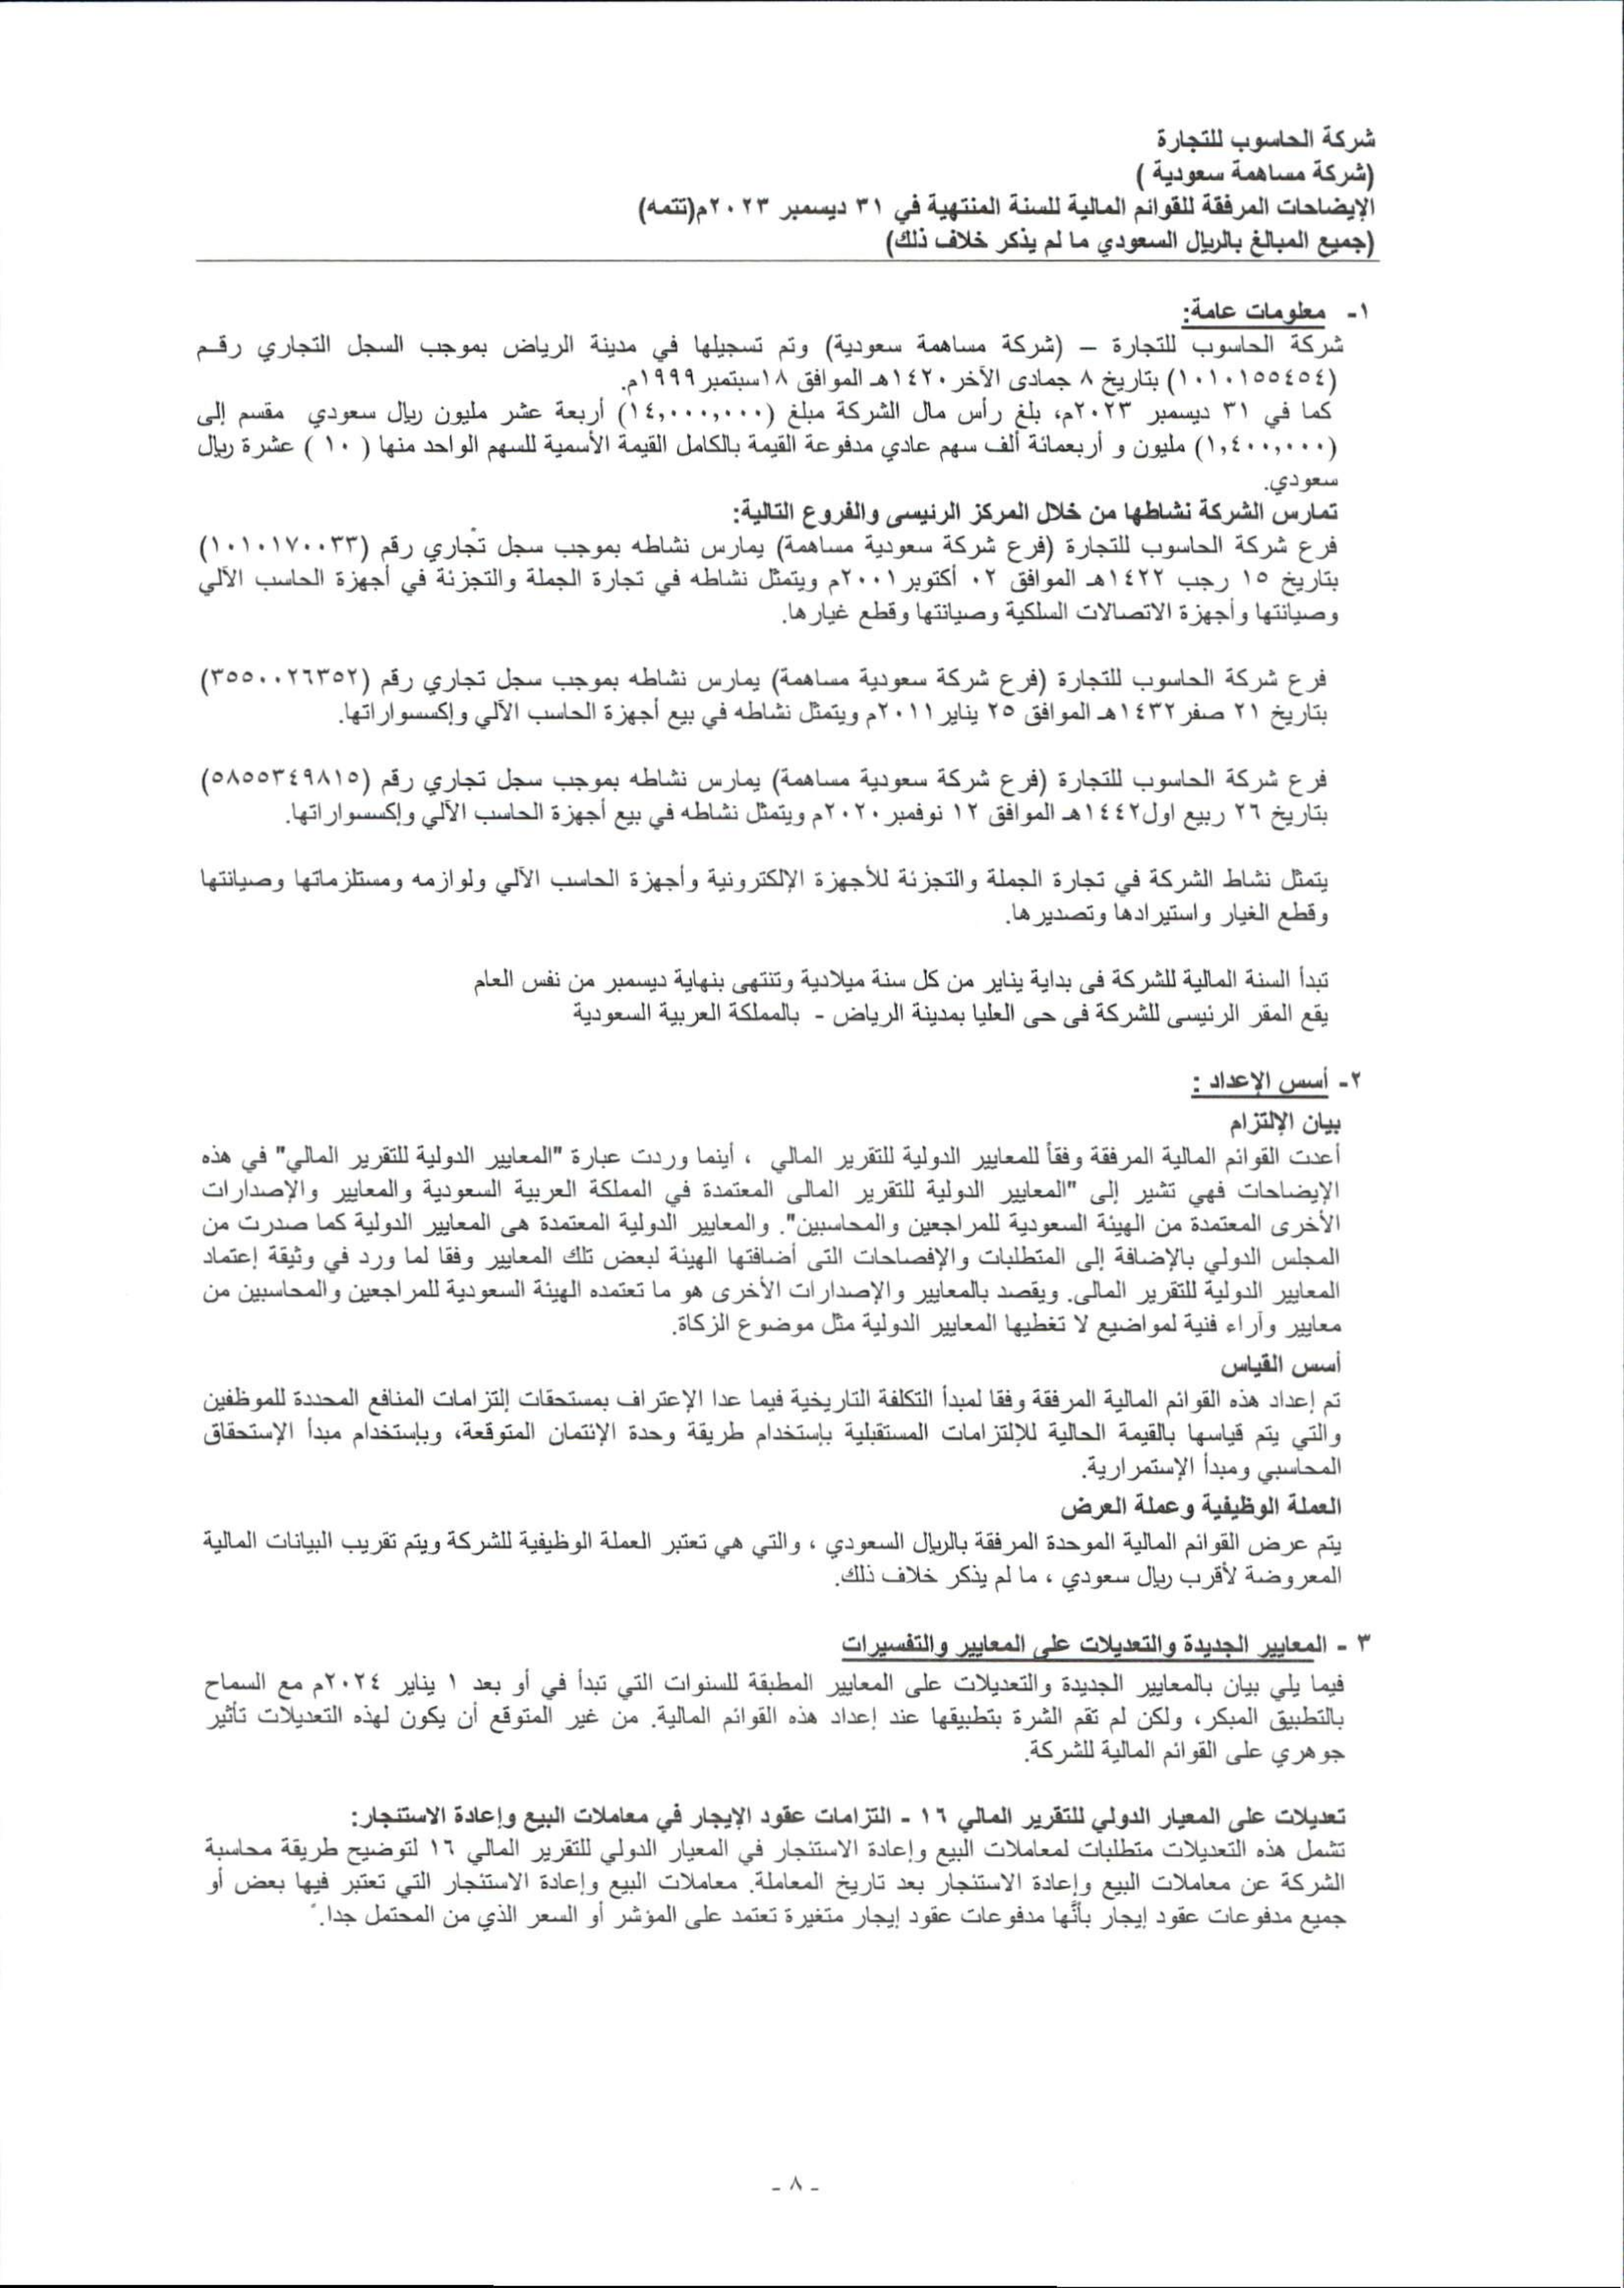 شركة الحاسوب للتجارة
(شركة مساهمة سعودية )
الإيضاحات المرفقة للقوائم المالية للسنة المنتهية في ٣١ ديسمبر ٢٠٢٣م(تتمه)
(جميع المبالغ بالريال السعودي ما لم يذكر خلاف ذلك)
١- معلومات عامة:
شركة الحاسوب للتجارة – (شركة مساهمة سعودية) وتم تسجيلها في مدينة الرياض بموجب السجل التجاري رقـم
(١٠١٠١٥٥٤٥٤) بتاريخ ٨ جمادى الآخر ١٤٢٠هـ الموافق ١٨سبتمبر ١٩٩٩م.
كما في ٣١ ديسمبر ٢٠٢٣م، بلغ رأس مال الشركة مبلغ (١٤,٠٠٠,٠٠٠) أربعة عشر مليون ريال سعودي مقسم إلى
(١,٤٠٠,٠٠٠) مليون و أربعمائة ألف سهم عادي مدفوعة القيمة بالكامل القيمة الأسمية للسهم الواحد منها ( ١٠ ) عشرة ريال
سعودي.
تمارس الشركة نشاطها من خلال المركز الرئيسى والفروع التالية:
فرع شركة الحاسوب للتجارة (فرع شركة سعودية مساهمة) يمارس نشاطه بموجب سجل تجاري رقم (١٠١٠١٧٠٠٣٣)
بتاريخ ١٥ رجب ١٤٢٢هـ الموافق ٠٢ أكتوبر ٢٠٠١م ويتمثل نشاطه في تجارة الجملة والتجزئة في أجهزة الحاسب الآلي
وصيانتها وأجهزة الاتصالات السلكية وصيانتها وقطع غيارها.
فرع شركة الحاسوب للتجارة (فرع شركة سعودية مساهمة) يمارس نشاطه بموجب سجل تجاري رقم (٣٥٥٠٠٢٦٣٥٢)
بتاريخ ٢١ صفر ١٤٣٢هـ الموافق ٢٥ يناير ٢٠١١م ويتمثل نشاطه في بيع أجهزة الحاسب الآلي وإكسسواراتها.
فرع شركة الحاسوب للتجارة (فرع شركة سعودية مساهمة) يمارس نشاطه بموجب سجل تجاري رقم (٥٨٥٥٣٤٩٨١٥)
بتاريخ ٢٦ ربيع اول١٤٤٢هـ الموافق ١٢ نوفمبر ٢٠٢٠م ويتمثل نشاطه في بيع أجهزة الحاسب الآلي وإكسسواراتها.
يتمثل نشاط الشركة في تجارة الجملة والتجزئة للأجهزة الإلكترونية وأجهزة الحاسب الآلي ولوازمه ومستلزماتها وصيانتها
وقطع الغيار واستيرادها وتصديرها.
تبدأ السنة المالية للشركة فى بداية يناير من كل سنة ميلادية وتنتهى بنهاية ديسمبر من نفس العام
يقع المقر الرئيسى للشركة فى حى العليا بمدينة الرياض - بالمملكة العربية السعودية
٢- أسس الإعداد :
بيان الإلتزام
أعدت القوائم المالية المرفقة وفقاً للمعايير الدولية للتقرير المالي ، أينما وردت عبارة "المعايير الدولية للتقرير المالي" في هذه
الإيضاحات فهي تشير إلى "المعايير الدولية للتقرير المالى المعتمدة في المملكة العربية السعودية والمعايير والإصدارات
الأخرى المعتمدة من الهيئة السعودية للمراجعين والمحاسبين". والمعايير الدولية المعتمدة هى المعايير الدولية كما صدرت من
المجلس الدولي بالإضافة إلى المتطلبات والإفصاحات التى أضافتها الهيئة لبعض تلك المعايير وفقا لما ورد في وثيقة إعتماد
المعايير الدولية للتقرير المالى. ويقصد بالمعايير والإصدارات الأخرى هو ما تعتمده الهيئة السعودية للمراجعين والمحاسبين من
معايير وآراء فنية لمواضيع لا تغطيها المعايير الدولية مثل موضوع الزكاة.
أسس القياس
تم إعداد هذه القوائم المالية المرفقة وفقا لمبدأ التكلفة التاريخية فيما عدا الإعتراف بمستحقات إلتزامات المنافع المحددة للموظفين
والتي يتم قياسها بالقيمة الحالية للإلتزامات المستقبلية بإستخدام طريقة وحدة الإئتمان المتوقعة، وبإستخدام مبدأ الإستحقاق
المحاسبي ومبدأ الإستمرارية.
العملة الوظيفية وعملة العرض
يتم عرض القوائم المالية الموحدة المرفقة بالريال السعودي ، والتي هي تعتبر العملة الوظيفية للشركة ويتم تقريب البيانات المالية
المعروضة لأقرب ريال سعودي ، ما لم يذكر خلاف ذلك.
٣ - المعايير الجديدة والتعديلات على المعايير والتفسيرات
فيما يلي بيان بالمعايير الجديدة والتعديلات على المعايير المطبقة للسنوات التي تبدأ في أو بعد ١ يناير ٢٠٢٤م مع السماح
بالتطبيق المبكر، ولكن لم تقم الشرة بتطبيقها عند إعداد هذه القوائم المالية. من غير المتوقع أن يكون لهذه التعديلات تأثير
جوهري على القوائم المالية للشركة.
تعديلات على المعيار الدولي للتقرير المالي ١٦ - التزامات عقود الإيجار في معاملات البيع وإعادة الاستئجار:
تشمل هذه التعديلات متطلبات لمعاملات البيع وإعادة الاستئجار في المعيار الدولي للتقرير المالي ١٦ لتوضيح طريقة محاسبة
الشركة عن معاملات البيع وإعادة الاستئجار بعد تاريخ المعاملة. معاملات البيع وإعادة الاستئجار التي تعتبر فيها بعض أو
جميع مدفوعات عقود إيجار بأنَّها مدفوعات عقود إيجار متغيرة تعتمد على المؤشر أو السعر الذي من المحتمل جدا.
- ٨ -